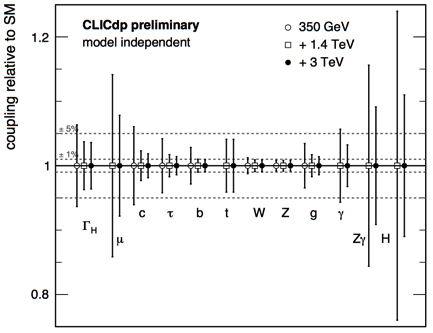 coupling relative to SM
CLICdp preliminary
model independent
350 GeV
+ 1.4 TeV
+ 3 TeV
1.2
1
0.8
± 5%
± 1%
Γ_H μ c τ b t W Z g γ Zγ H